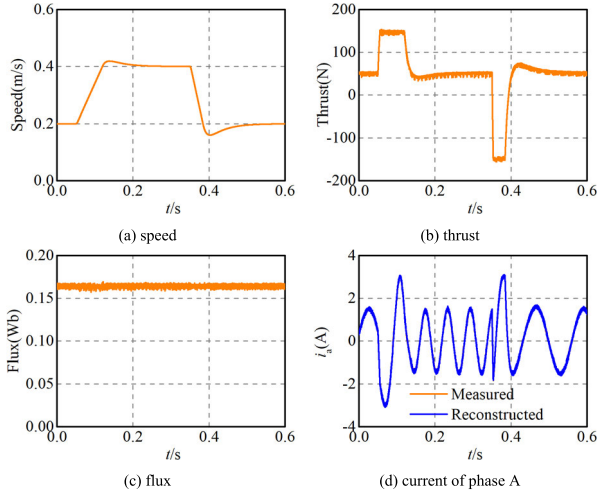 Speed(m/s)
0.6
0.4
0.2
0.0
0.0 0.2 0.4 0.6
t/s
(a) speed
Thrust(N)
200
100
0
-100
-200
0.0 0.2 0.4 0.6
t/s
(b) thrust
Flux(Wb)
0.20
0.15
0.10
0.05
0.00
0.0 0.2 0.4 0.6
t/s
(c) flux
ia(A)
4
2
0
-2
-4
Measured
Reconstructed
0.0 0.2 0.4 0.6
t/s
(d) current of phase A